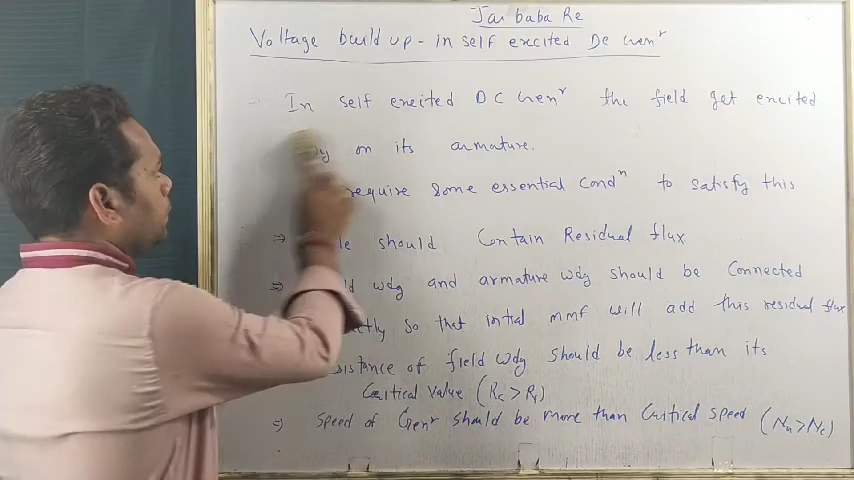 Jai baba Re
Voltage build up - in self excited Dc Genr
In self excited DC Genr the field get excited
on its armature.
require some essential condn to satisfy this
⇒ le should Contain Residual flux
⇒ ld wdg and armature wdg should be Connected
ctly so that intial mmf will add this residual flux
sistance of field wdg should be less than its
Critical Value (Rc > Rf)
⇒ Speed of Genr should be more than Critical speed (Nn > Nc)